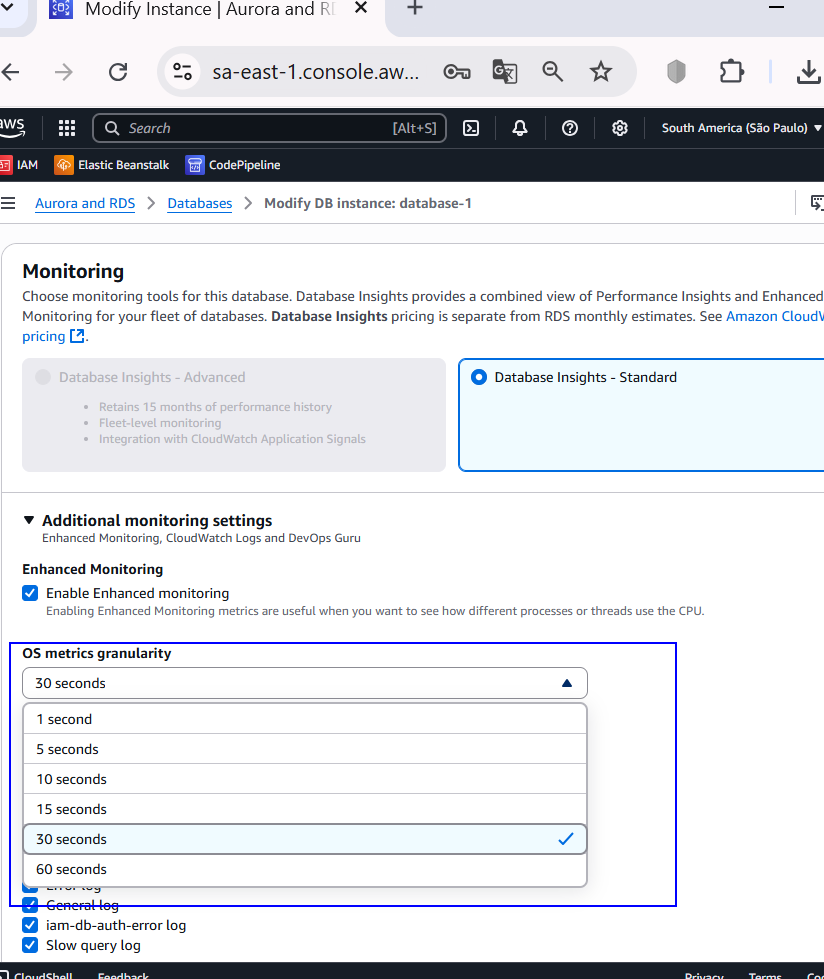 Modify Instance | Aurora and RD
sa-east-1.console.aw...
aws
Search [Alt+S]
South America (São Paulo)
IAM Elastic Beanstalk CodePipeline
Aurora and RDS > Databases > Modify DB instance: database-1
Monitoring
Choose monitoring tools for this database. Database Insights provides a combined view of Performance Insights and Enhanced
Monitoring for your fleet of databases. Database Insights pricing is separate from RDS monthly estimates. See Amazon CloudW
pricing.
Database Insights - Advanced
• Retains 15 months of performance history
• Fleet-level monitoring
• Integration with CloudWatch Application Signals
Database Insights - Standard
Additional monitoring settings
Enhanced Monitoring, CloudWatch Logs and DevOps Guru
Enhanced Monitoring
Enable Enhanced monitoring
Enabling Enhanced Monitoring metrics are useful when you want to see how different processes or threads use the CPU.
OS metrics granularity
30 seconds
1 second
5 seconds
10 seconds
15 seconds
30 seconds
60 seconds
Error log
General log
iam-db-auth-error log
Slow query log
CloudShell Feedback Privacy Terms